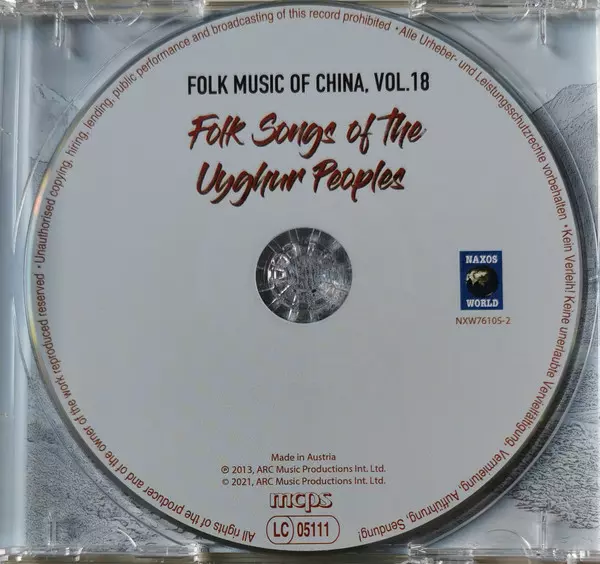 FOLK MUSIC OF CHINA, VOL.18
Folk Songs of the
Uyghur Peoples
NAXOS
WORLD
NXW76105-2
Made in Austria
℗ 2013, ARC Music Productions Int. Ltd.
© 2021, ARC Music Productions Int. Ltd.
mcps
LC 05111
All rights of the producer and of the owner of the work reproduced reserved • Unauthorised copying, hiring, lending, public performance and broadcasting of this record prohibited • Alle Urheber- und Leistungsschutzrechte vorbehalten • Kein Verleih! Keine unerlaubte Vervielfältigung, Vermietung, Aufführung, Sendung!